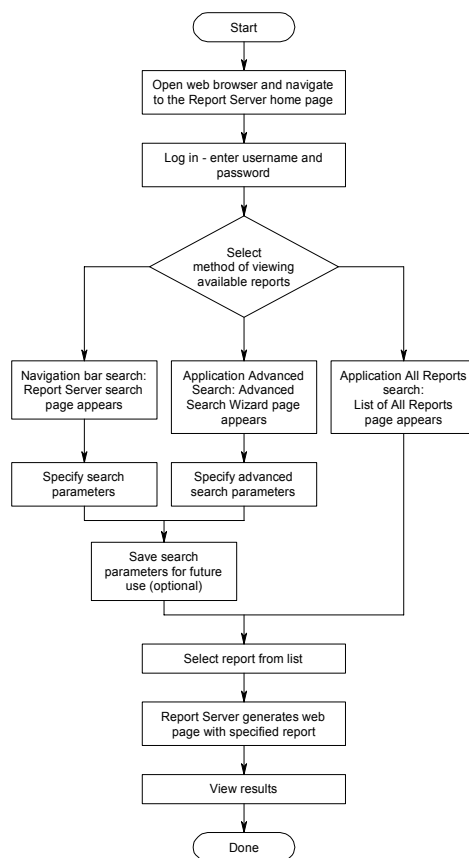 Start
Open web browser and navigate
to the Report Server home page
Log in - enter username and
password
Select
method of viewing
available reports
Navigation bar search:
Report Server search
page appears
Application Advanced
Search: Advanced
Search Wizard page
appears
Application All Reports
search:
List of All Reports
page appears
Specify search
parameters
Specify advanced
search parameters
Save search
parameters for future
use (optional)
Select report from list
Report Server generates web
page with specified report
View results
Done